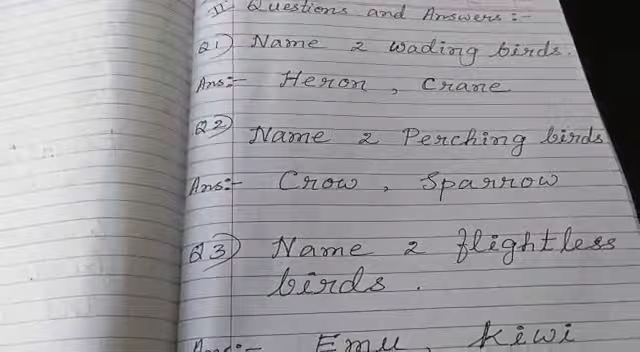 II Questions and Answers:-
Q1) Name 2 wading birds.
Ans:- Heron, Crane
Q2) Name 2 Perching birds
Ans:- Crow, Sparrow
Q3) Name 2 flightless
birds.
Ans:- Emu, Kiwi